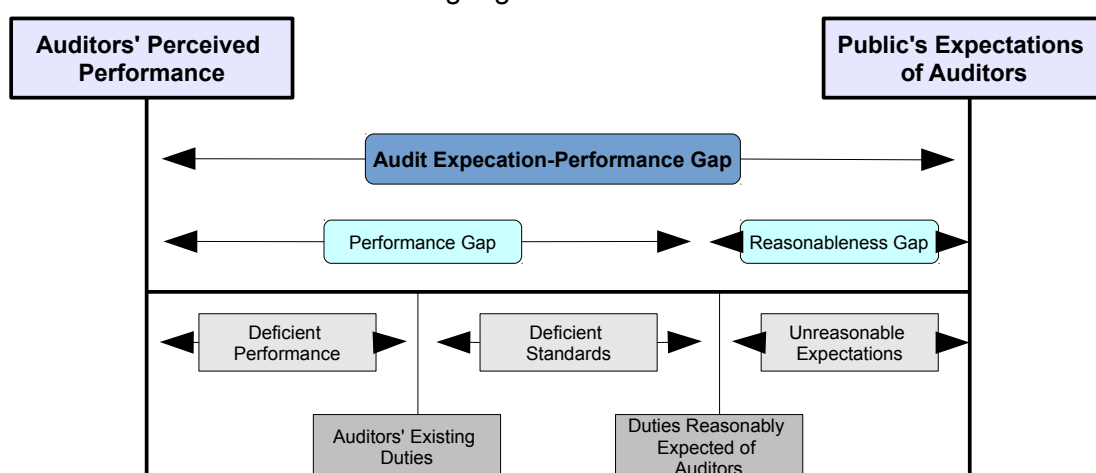 Auditors' Perceived
Performance
Public's Expectations
of Auditors
Audit Expecation-Performance Gap
Performance Gap
Reasonableness Gap
Deficient
Performance
Deficient
Standards
Unreasonable
Expectations
Auditors' Existing
Duties
Duties Reasonably
Expected of
Auditors